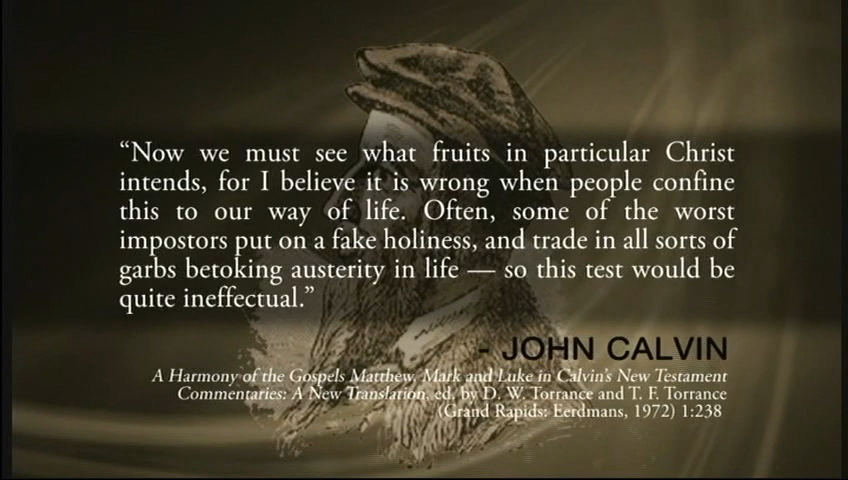 “Now we must see what fruits in particular Christ
intends, for I believe it is wrong when people confine
this to our way of life. Often, some of the worst
impostors put on a fake holiness, and trade in all sorts of
garbs betoking austerity in life — so this test would be
quite ineffectual.”
- JOHN CALVIN
A Harmony of the Gospels Matthew, Mark and Luke in Calvin's New Testament
Commentaries: A New Translation, ed. by D. W. Torrance and T. F. Torrance
(Grand Rapids: Eerdmans, 1972) 1:238